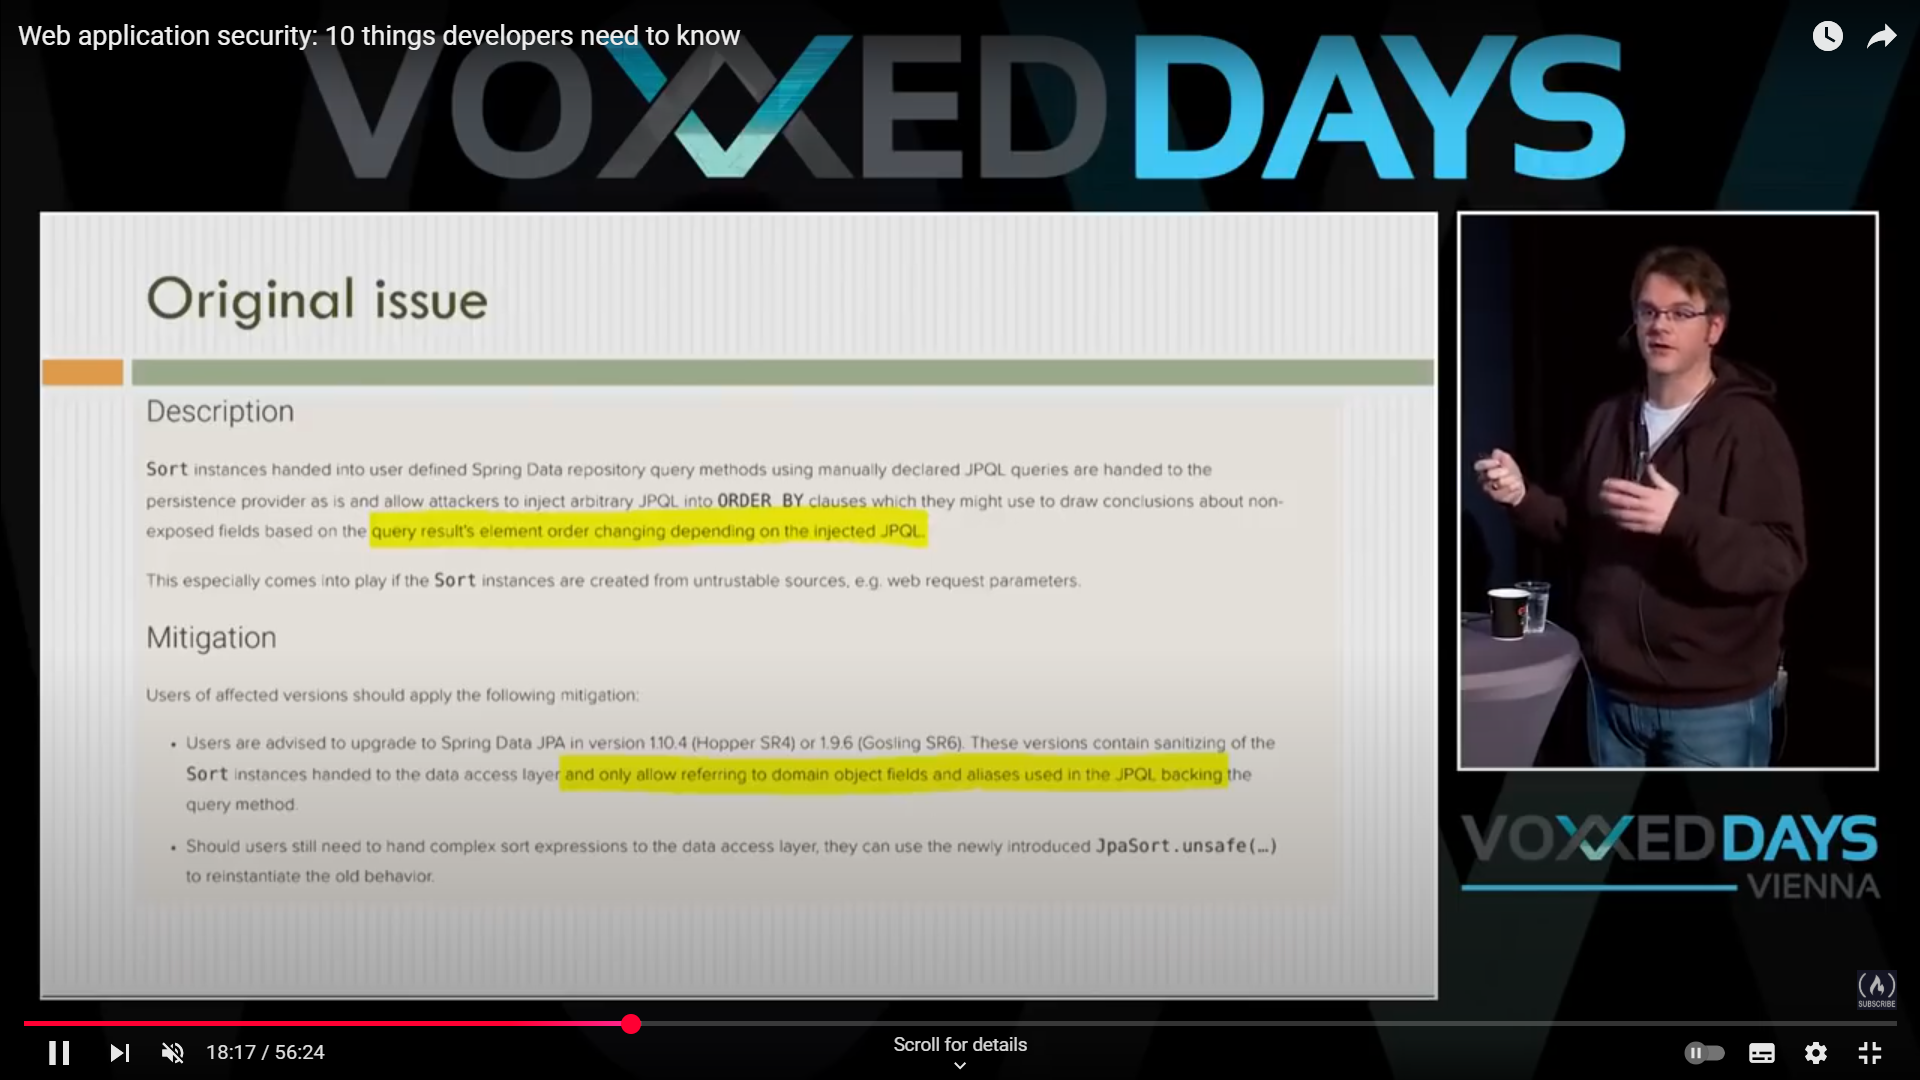 Web application security: 10 things developers need to know
VOXXED DAYS
Original issue
Description
Sort instances handed into user defined Spring Data repository query methods using manually declared JPQL queries are handed to the
persistence provider as is and allow attackers to inject arbitrary JPQL into ORDER BY clauses which they might use to draw conclusions about non-
exposed fields based on the query result's element order changing depending on the injected JPQL.
This especially comes into play if the Sort instances are created from untrustable sources, e.g. web request parameters.
Mitigation
Users of affected versions should apply the following mitigation:
• Users are advised to upgrade to Spring Data JPA in version 1.10.4 (Hopper SR4) or 1.9.6 (Gosling SR6). These versions contain sanitizing of the
Sort instances handed to the data access layer and only allow referring to domain object fields and aliases used in the JPQL backing the
query method.
• Should users still need to hand complex sort expressions to the data access layer, they can use the newly introduced JpaSort.unsafe(…)
to reinstantiate the old behavior.
VOXXED DAYS
VIENNA
SUBSCRIBE
18:17 / 56:24
Scroll for details